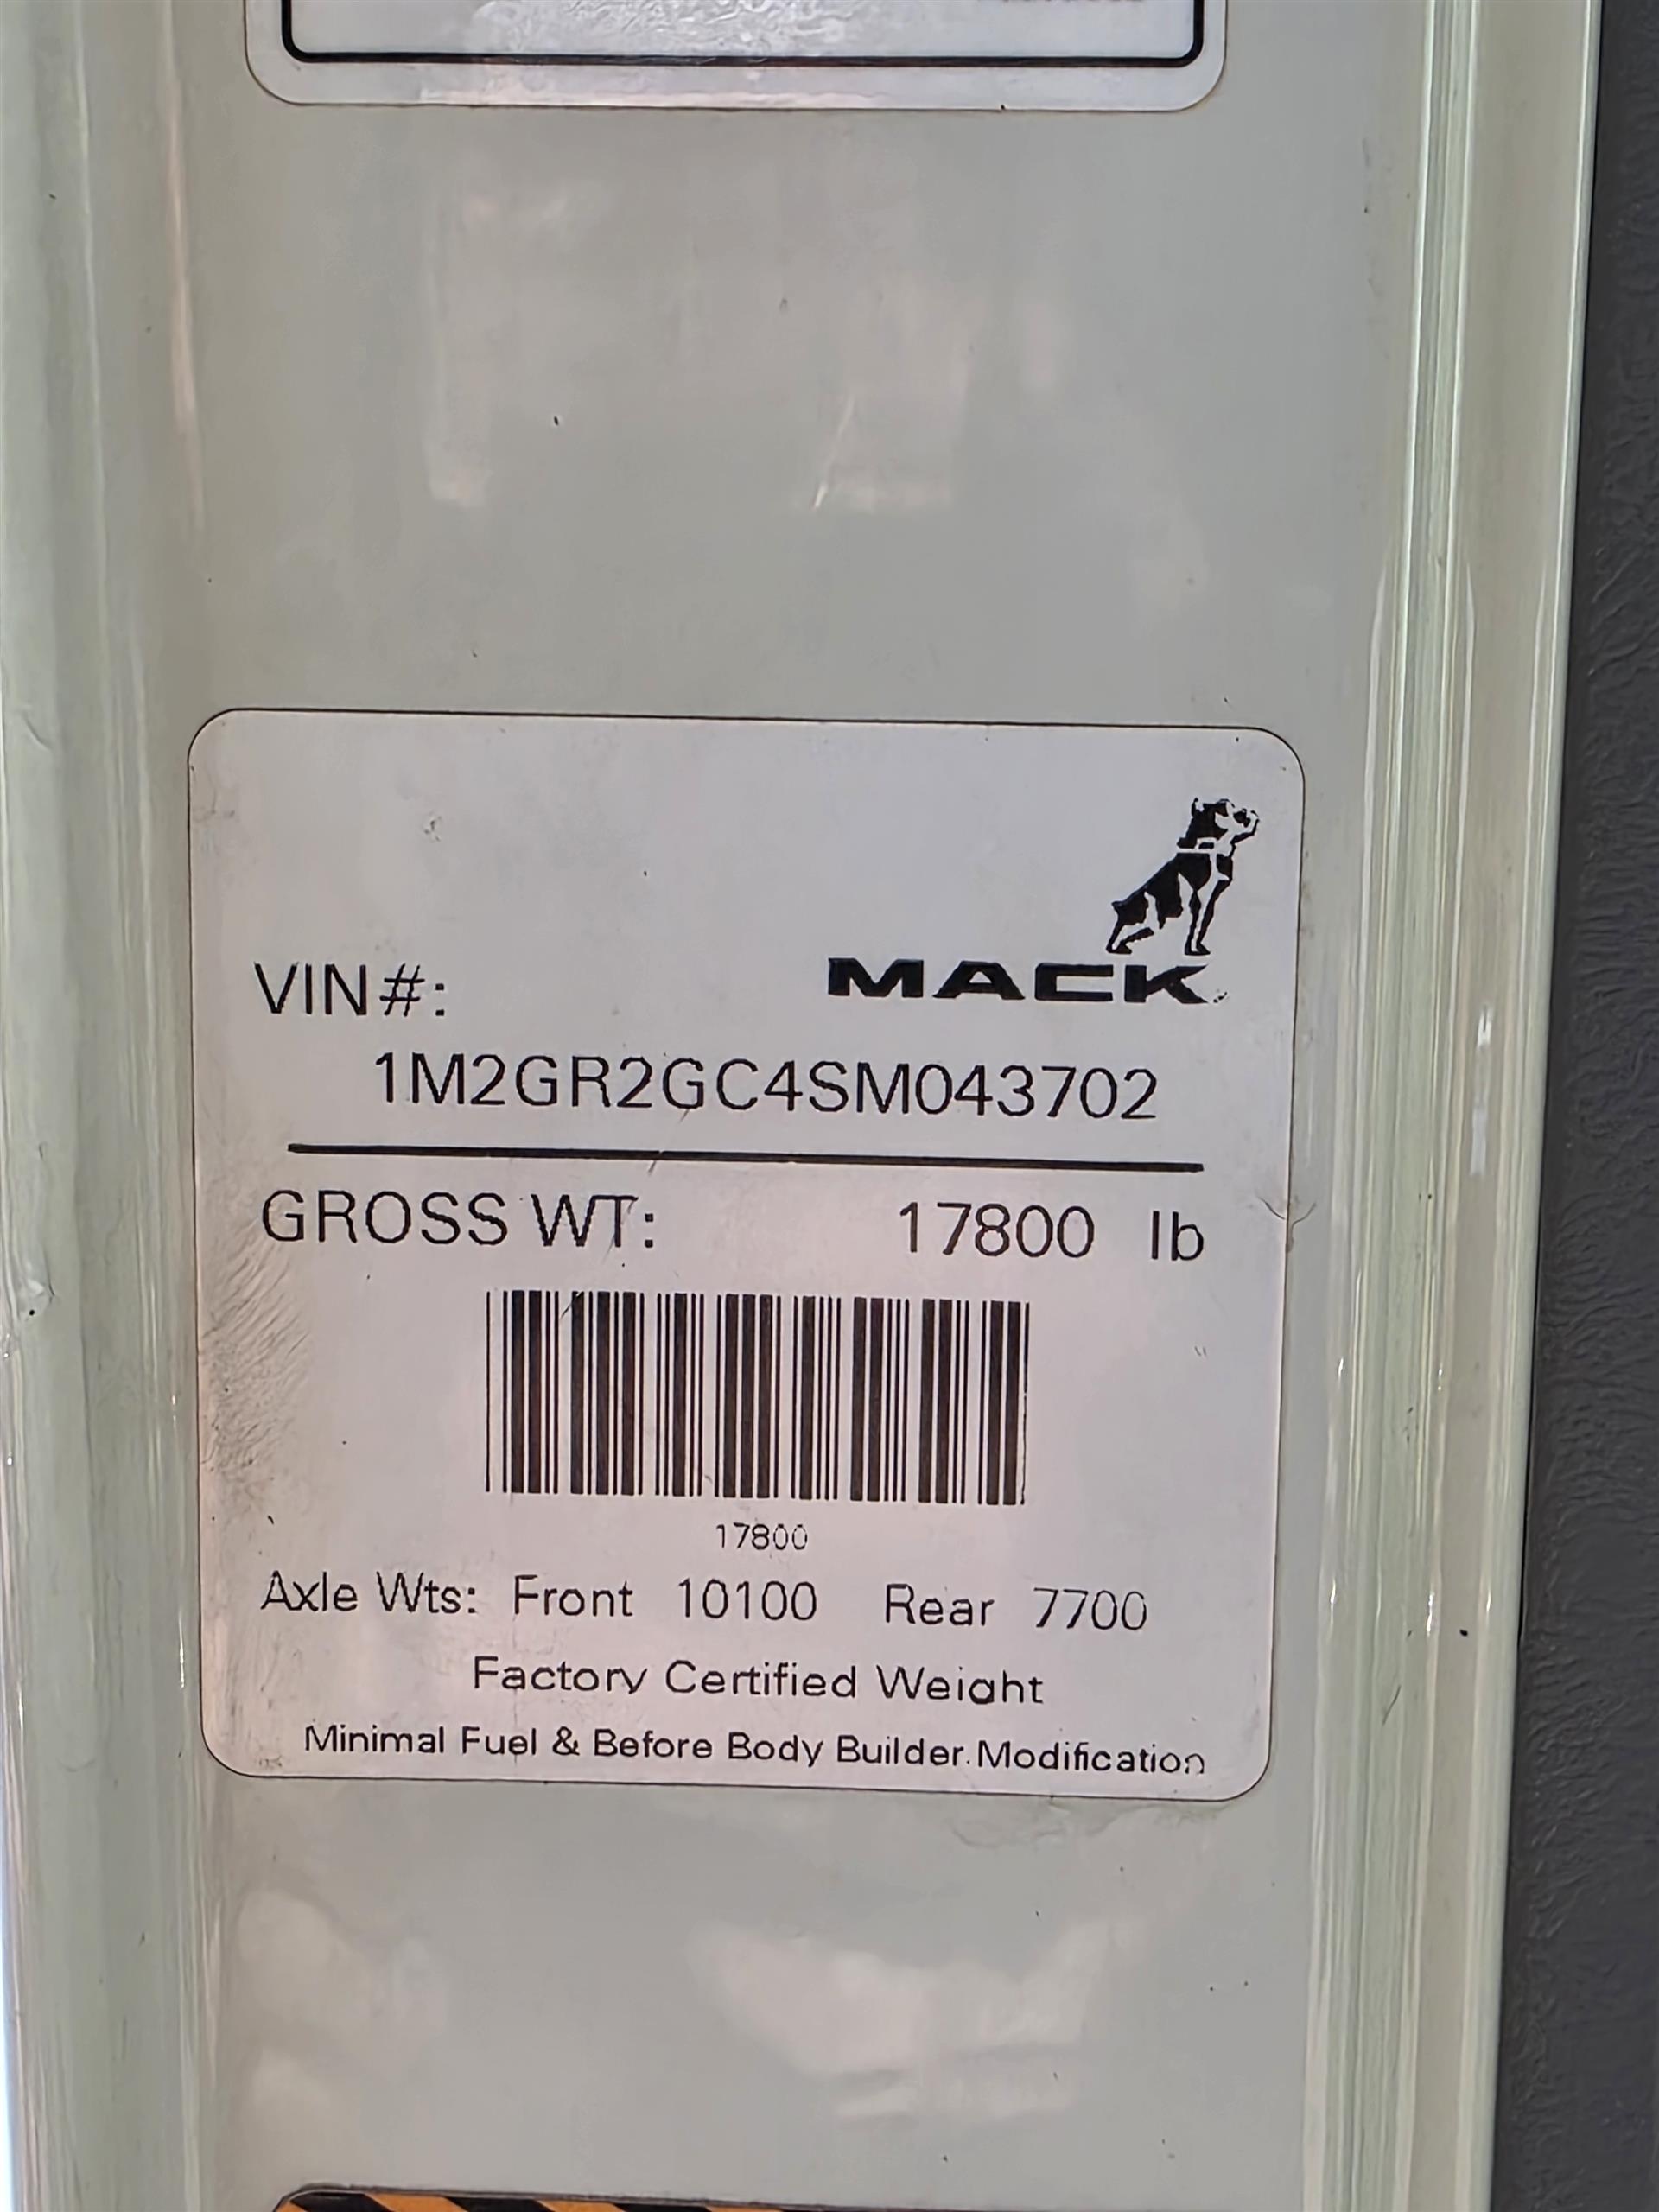 MACK
VIN#:
1M2GR2GC4SM043702
GROSS WT: 17800 lb
17800
Axle Wts: Front 10100 Rear 7700
Factory Certified Weight
Minimal Fuel & Before Body Builder Modification